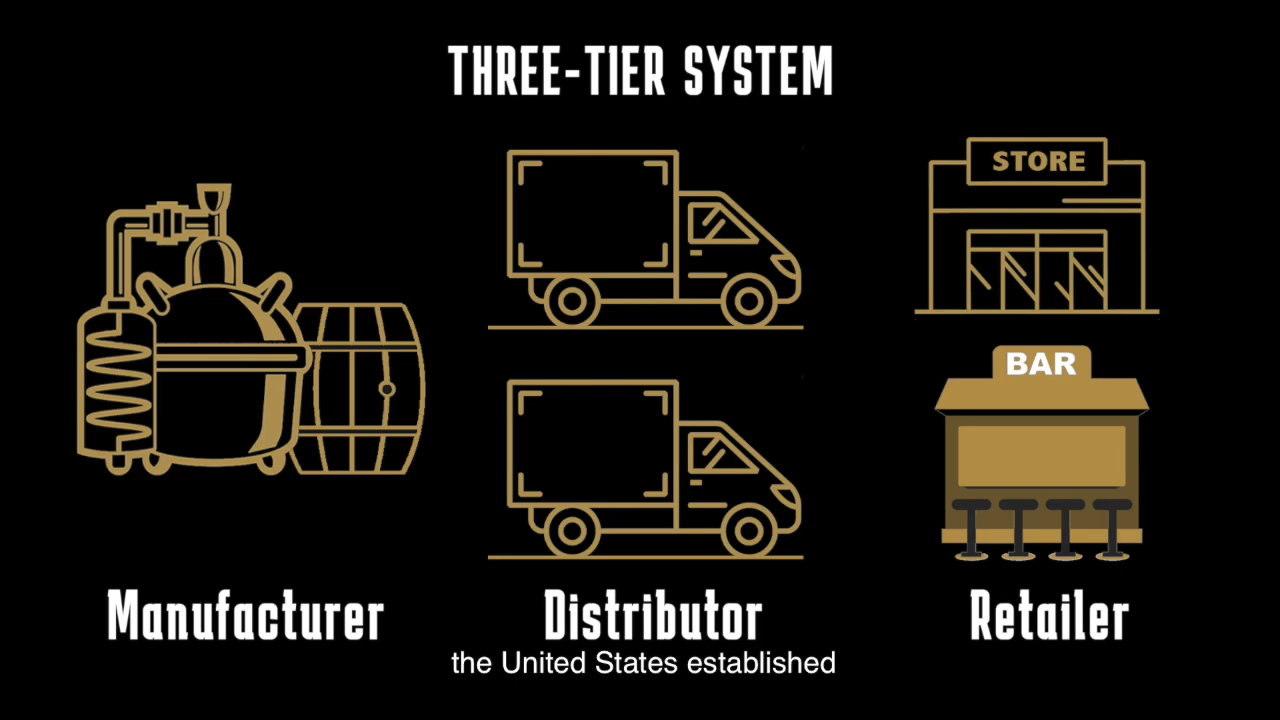 THREE-TIER SYSTEM
STORE
BAR
Manufacturer
Distributor
Retailer
the United States established